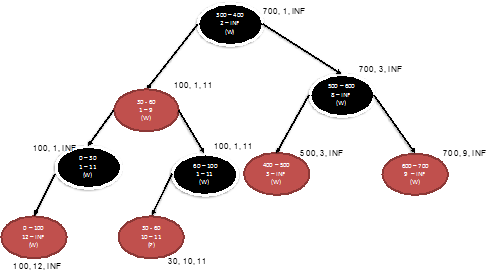 300 – 400
2 – INF
(W)
700, 1, INF
30 - 60
1 – 9
(W)
100, 1, 11
500 – 600
8 – INF
(W)
700, 3, INF
0 – 30
1 – 11
(W)
100, 1, INF
60 – 100
1 – 11
(W)
100, 1, 11
400 – 500
3 – INF
(W)
500, 3, INF
600 – 700
9 – INF
(W)
700, 9, INF
0 – 100
12 – INF
(W)
100, 12, INF
30 - 60
10 – 11
(F)
30, 10, 11